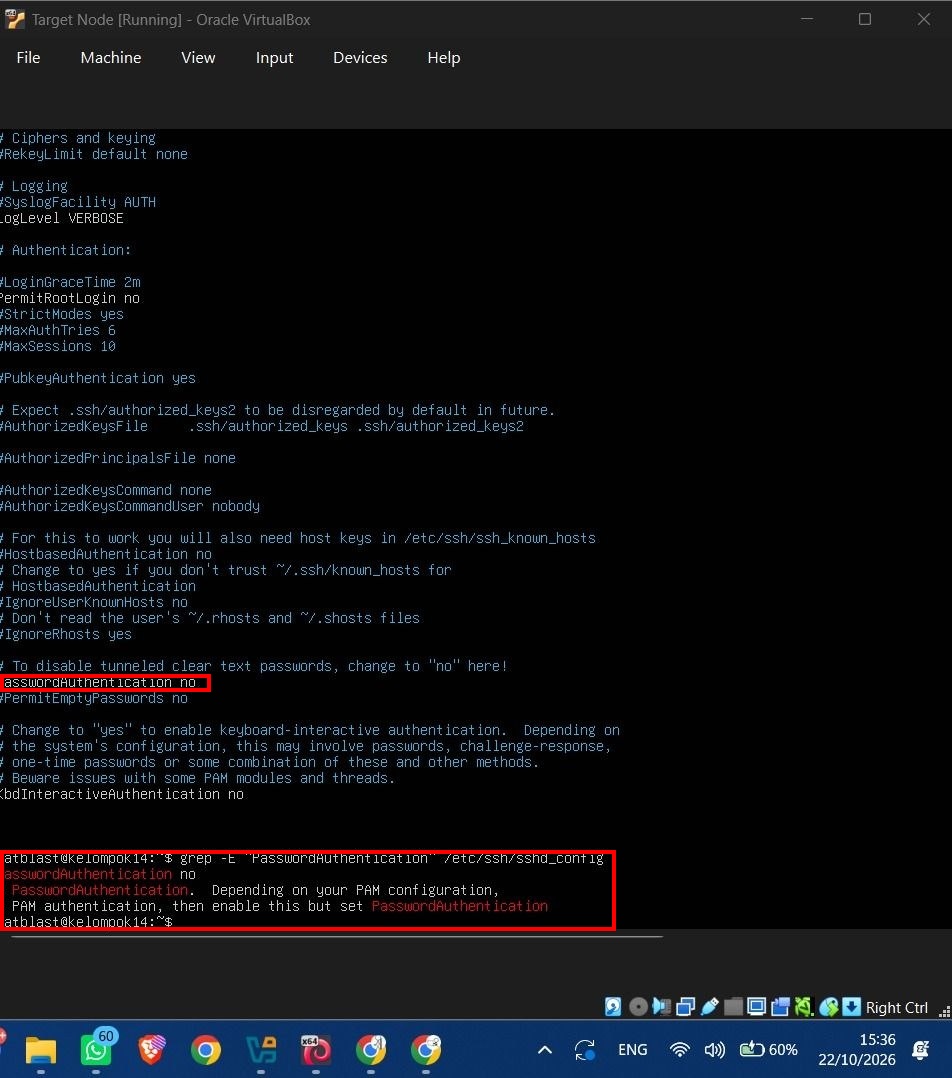 Target Node [Running] - Oracle VirtualBox
File Machine View Input Devices Help
# Ciphers and keying
#RekeyLimit default none
# Logging
#SyslogFacility AUTH
LogLevel VERBOSE
# Authentication:
#LoginGraceTime 2m
PermitRootLogin no
#StrictModes yes
#MaxAuthTries 6
#MaxSessions 10
#PubkeyAuthentication yes
# Expect .ssh/authorized_keys2 to be disregarded by default in future.
#AuthorizedKeysFile .ssh/authorized_keys .ssh/authorized_keys2
#AuthorizedPrincipalsFile none
#AuthorizedKeysCommand none
#AuthorizedKeysCommandUser nobody
# For this to work you will also need host keys in /etc/ssh/ssh_known_hosts
#HostbasedAuthentication no
# Change to yes if you don't trust ~/.ssh/known_hosts for
# HostbasedAuthentication
#IgnoreUserKnownHosts no
# Don't read the user's ~/.rhosts and ~/.shosts files
#IgnoreRhosts yes
# To disable tunneled clear text passwords, change to "no" here!
asswordAuthentication no
#PermitEmptyPasswords no
# Change to "yes" to enable keyboard-interactive authentication. Depending on
# the system's configuration, this may involve passwords, challenge-response,
# one-time passwords or some combination of these and other methods.
# Beware issues with some PAM modules and threads.
KbdInteractiveAuthentication no
atblast@kelompok14:~$ grep -E "PasswordAuthentication" /etc/ssh/sshd_config
asswordAuthentication no
PasswordAuthentication. Depending on your PAM configuration,
PAM authentication, then enable this but set PasswordAuthentication
atblast@kelompok14:~$
Right Ctrl
60
x64
ENG
60%
15:36
22/10/2026